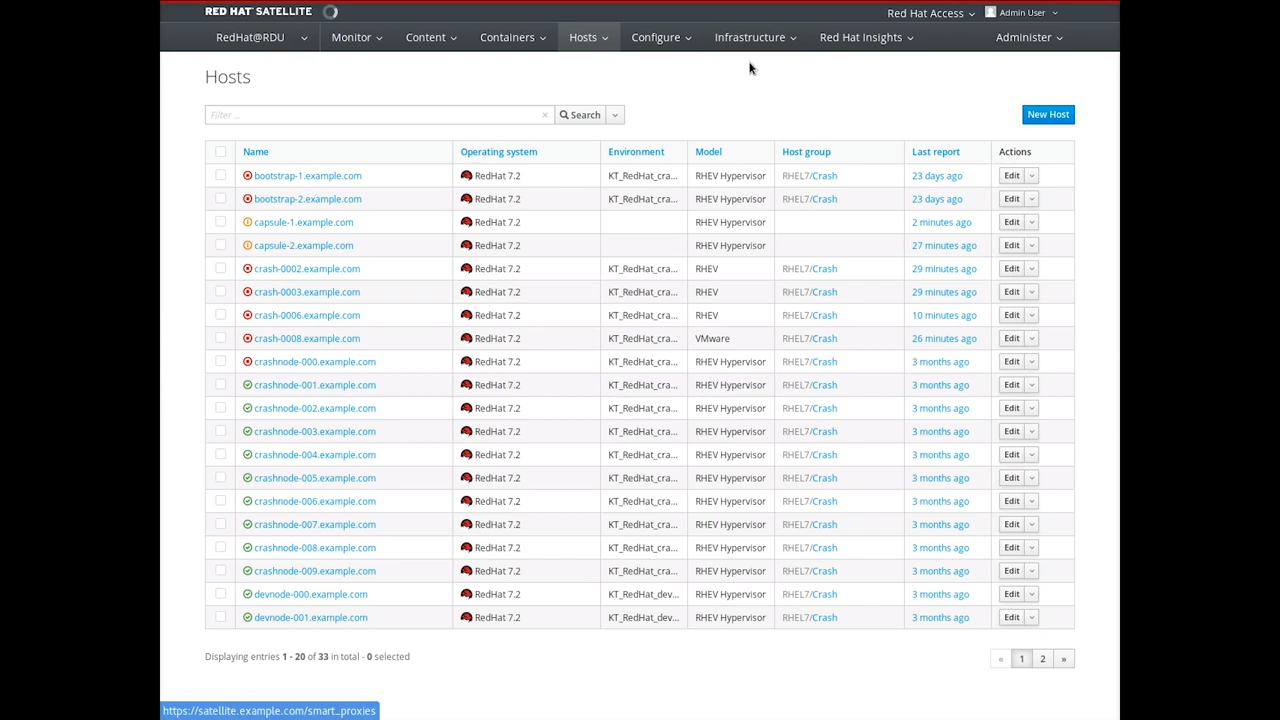 RED HAT SATELLITE
Red Hat Access Admin User
RedHat@RDU Monitor Content Containers Hosts Configure Infrastructure Red Hat Insights Administer
Hosts
Filter ... × Search New Host
Name Operating system Environment Model Host group Last report Actions
bootstrap-1.example.com RedHat 7.2 KT_RedHat_cra... RHEV Hypervisor RHEL7/Crash 23 days ago Edit
bootstrap-2.example.com RedHat 7.2 KT_RedHat_cra... RHEV Hypervisor RHEL7/Crash 23 days ago Edit
capsule-1.example.com RedHat 7.2 RHEV Hypervisor 2 minutes ago Edit
capsule-2.example.com RedHat 7.2 RHEV Hypervisor 27 minutes ago Edit
crash-0002.example.com RedHat 7.2 KT_RedHat_cra... RHEV RHEL7/Crash 29 minutes ago Edit
crash-0003.example.com RedHat 7.2 KT_RedHat_cra... RHEV RHEL7/Crash 29 minutes ago Edit
crash-0006.example.com RedHat 7.2 KT_RedHat_cra... RHEV RHEL7/Crash 10 minutes ago Edit
crash-0008.example.com RedHat 7.2 KT_RedHat_cra... VMware RHEL7/Crash 26 minutes ago Edit
crashnode-000.example.com RedHat 7.2 KT_RedHat_cra... RHEV Hypervisor RHEL7/Crash 3 months ago Edit
crashnode-001.example.com RedHat 7.2 KT_RedHat_cra... RHEV Hypervisor RHEL7/Crash 3 months ago Edit
crashnode-002.example.com RedHat 7.2 KT_RedHat_cra... RHEV Hypervisor RHEL7/Crash 3 months ago Edit
crashnode-003.example.com RedHat 7.2 KT_RedHat_cra... RHEV Hypervisor RHEL7/Crash 3 months ago Edit
crashnode-004.example.com RedHat 7.2 KT_RedHat_cra... RHEV Hypervisor RHEL7/Crash 3 months ago Edit
crashnode-005.example.com RedHat 7.2 KT_RedHat_cra... RHEV Hypervisor RHEL7/Crash 3 months ago Edit
crashnode-006.example.com RedHat 7.2 KT_RedHat_cra... RHEV Hypervisor RHEL7/Crash 3 months ago Edit
crashnode-007.example.com RedHat 7.2 KT_RedHat_cra... RHEV Hypervisor RHEL7/Crash 3 months ago Edit
crashnode-008.example.com RedHat 7.2 KT_RedHat_cra... RHEV Hypervisor RHEL7/Crash 3 months ago Edit
crashnode-009.example.com RedHat 7.2 KT_RedHat_cra... RHEV Hypervisor RHEL7/Crash 3 months ago Edit
devnode-000.example.com RedHat 7.2 KT_RedHat_dev... RHEV Hypervisor RHEL7/Crash 3 months ago Edit
devnode-001.example.com RedHat 7.2 KT_RedHat_dev... RHEV Hypervisor RHEL7/Crash 3 months ago Edit
Displaying entries 1 - 20 of 33 in total - 0 selected « 1 2 »
https://satellite.example.com/smart_proxies